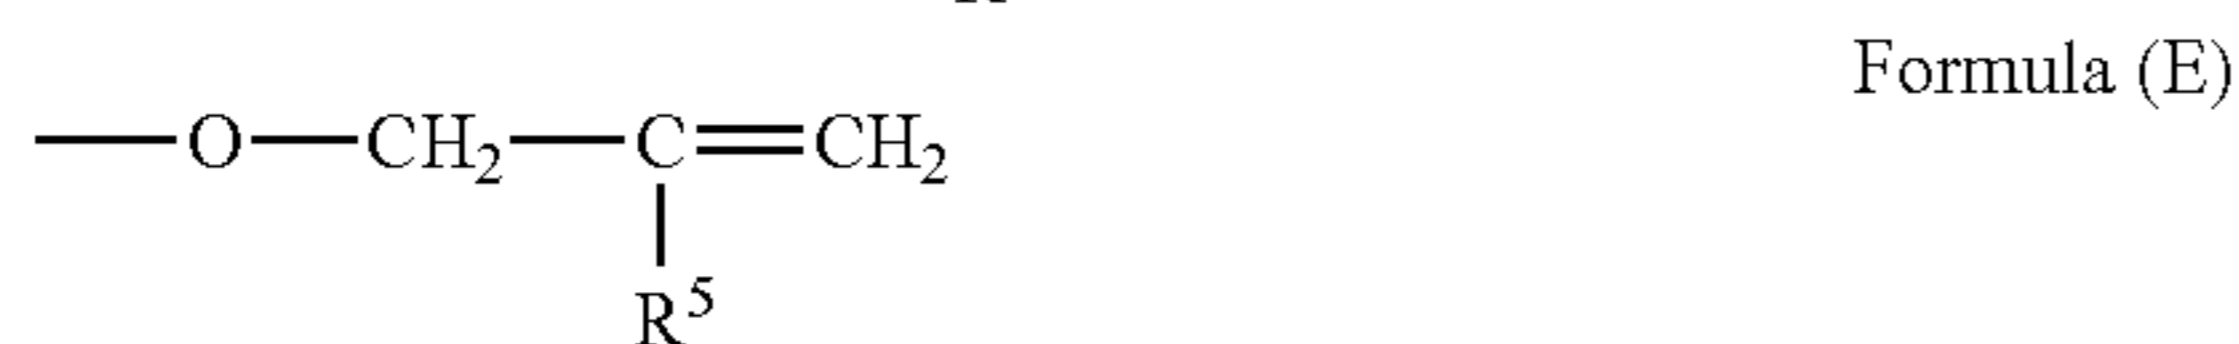 Formula (E)
—O—CH₂—C=CH₂
R⁵